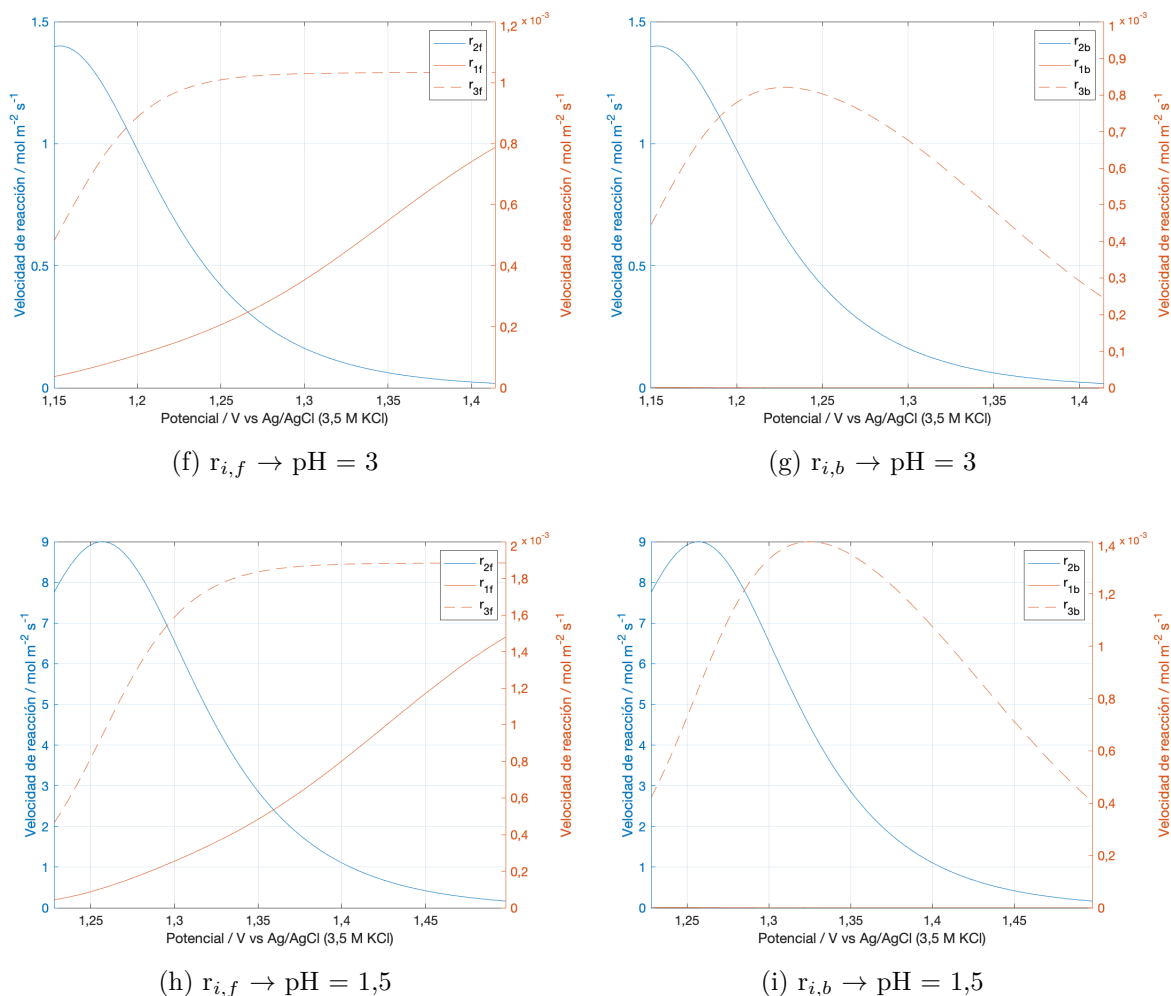 Velocidad de reacción / mol m⁻² s⁻¹
1.5
1
0.5
0
1,15 1,2 1,25 1,3 1,35 1,4
Potencial / V vs Ag/AgCl (3,5 M KCl)
× 10⁻³
1,2
1
0,8
0,6
0,4
0,2
0
Velocidad de reacción / mol m⁻² s⁻¹
r2f
r1f
r3f
(f) ri,f → pH = 3
Velocidad de reacción / mol m⁻² s⁻¹
1.5
1
0.5
0
1,15 1,2 1,25 1,3 1,35 1,4
Potencial / V vs Ag/AgCl (3,5 M KCl)
× 10⁻³
1
0,9
0,8
0,7
0,6
0,5
0,4
0,3
0,2
0,1
0
Velocidad de reacción / mol m⁻² s⁻¹
r2b
r1b
r3b
(g) ri,b → pH = 3
Velocidad de reacción / mol m⁻² s⁻¹
9
8
7
6
5
4
3
2
1
0
1,25 1,3 1,35 1,4 1,45
Potencial / V vs Ag/AgCl (3,5 M KCl)
× 10⁻³
2
1,8
1,6
1,4
1,2
1
0,8
0,6
0,4
0,2
0
Velocidad de reacción / mol m⁻² s⁻¹
r2f
r1f
r3f
(h) ri,f → pH = 1,5
Velocidad de reacción / mol m⁻² s⁻¹
9
8
7
6
5
4
3
2
1
0
1,25 1,3 1,35 1,4 1,45
Potencial / V vs Ag/AgCl (3,5 M KCl)
× 10⁻³
1,4
1,2
1
0,8
0,6
0,4
0,2
0
Velocidad de reacción / mol m⁻² s⁻¹
r2b
r1b
r3b
(i) ri,b → pH = 1,5